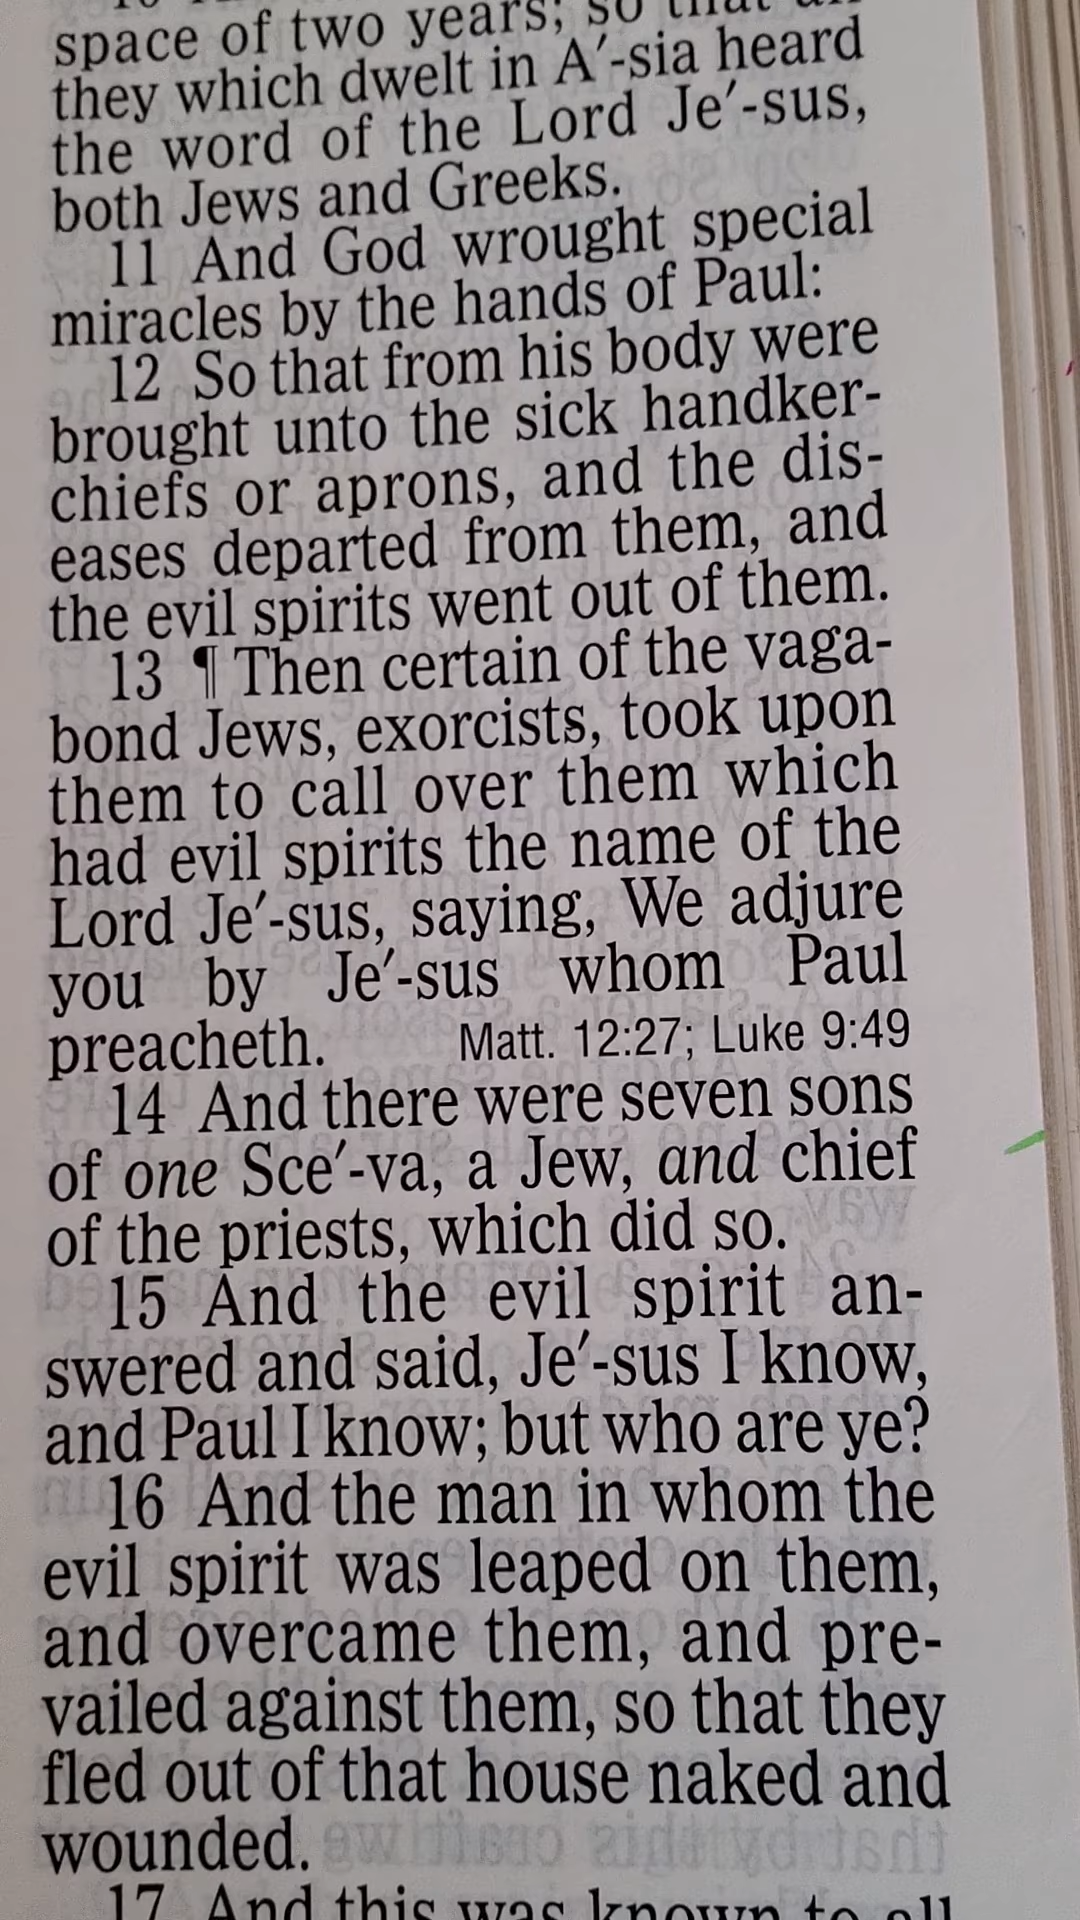 space of two years; so that all
they which dwelt in A′-sia heard
the word of the Lord Je′-sus,
both Jews and Greeks.
11 And God wrought special
miracles by the hands of Paul:
12 So that from his body were
brought unto the sick handker-
chiefs or aprons, and the dis-
eases departed from them, and
the evil spirits went out of them.
13 ¶ Then certain of the vaga-
bond Jews, exorcists, took upon
them to call over them which
had evil spirits the name of the
Lord Je′-sus, saying, We adjure
you by Je′-sus whom Paul
preacheth. Matt. 12:27; Luke 9:49
14 And there were seven sons
of one Sce′-va, a Jew, and chief
of the priests, which did so.
15 And the evil spirit an-
swered and said, Je′-sus I know,
and Paul I know; but who are ye?
16 And the man in whom the
evil spirit was leaped on them,
and overcame them, and pre-
vailed against them, so that they
fled out of that house naked and
wounded.
17 And this was known to all